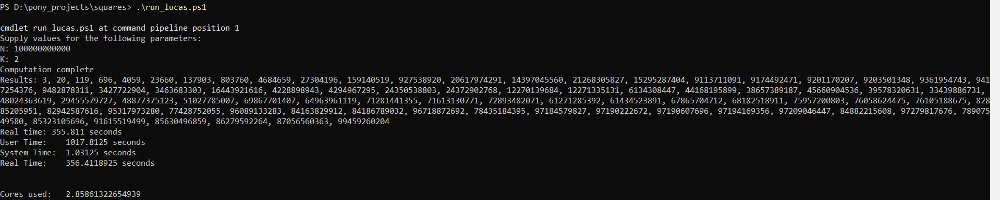 PS D:\pony_projects\squares> .\run_lucas.ps1
cmdlet run_lucas.ps1 at command pipeline position 1
Supply values for the following parameters:
N: 100000000000
K: 2
Computation complete
Results: 3, 20, 119, 696, 4059, 23660, 137903, 803760, 4684659, 27304196, 159140519, 927538920, 20617974291, 14397045560, 21268305827, 15295287404, 9113711091, 9174492471, 9201170207, 9203501348, 9361954743, 941
7254376, 9482878311, 3427722904, 3463683303, 16443921616, 4228898943, 4294967295, 24350538803, 24372902768, 12270139684, 12271335131, 6134308447, 44168195899, 38657389187, 45660904536, 39578320631, 33439886731,
48024363619, 29455579727, 48877375123, 51027785007, 69867701407, 64963961119, 71281441355, 71613130771, 72893482071, 61271285392, 61434523891, 67865704712, 68182518911, 75957200803, 76058624475, 76105188675, 828
85205951, 82942587616, 95317973280, 77428752055, 96089133283, 84163829912, 84186789032, 96718872692, 78435184395, 97184579827, 97190222672, 97190607696, 97194169356, 97209046447, 84882215608, 97279817676, 789075
49580, 85323105696, 91615519499, 85630496859, 86279592264, 87056560363, 99459260204
Real time: 355.811 seconds
User Time:    1017.8125 seconds
System Time:  1.03125 seconds
Real Time:    356.4118925 seconds
Cores used:   2.85861322654939